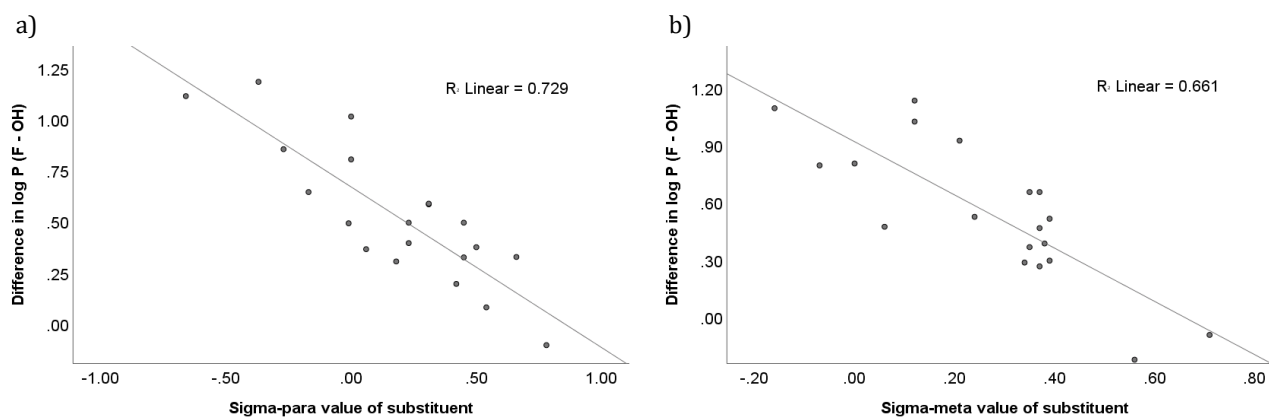 a)
R² Linear = 0.729
Difference in log P (F - OH)
1.25
1.00
.75
.50
.25
.00
-1.00
-.50
.00
.50
1.00
Sigma-para value of substituent
b)
R² Linear = 0.661
Difference in log P (F - OH)
1.20
.90
.60
.30
.00
-.20
.00
.20
.40
.60
.80
Sigma-meta value of substituent